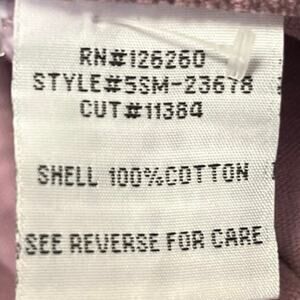 RN#126260
STYLE#5SM-23678
CUT#11384
SHELL 100%COTTON
SEE REVERSE FOR CARE